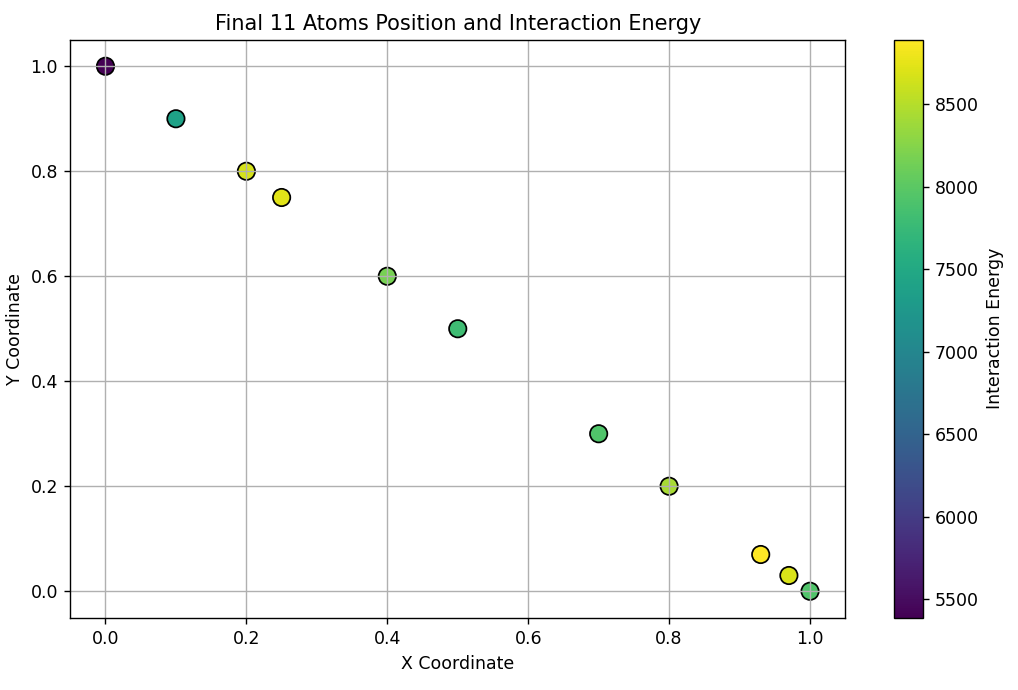 Final 11 Atoms Position and Interaction Energy
1.0
0.8
0.6
0.4
0.2
0.0
Y Coordinate
0.0 0.2 0.4 0.6 0.8 1.0
X Coordinate
8500
8000
7500
7000
6500
6000
5500
Interaction Energy